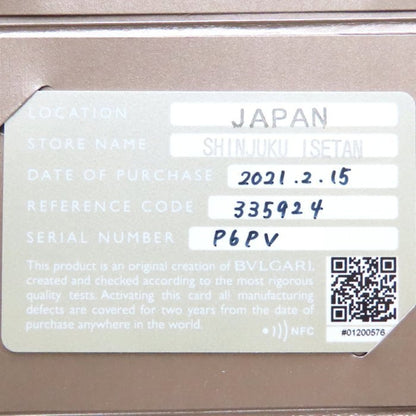 LOCATION JAPAN
STORE NAME SHINJUKU ISETAN
DATE OF PURCHASE 2021.2.15
REFERENCE CODE 335924
SERIAL NUMBER P6PV
This product is an original creation of BVLGARI,
created and checked according to the most rigorous
quality tests. Activating this card all manufacturing
defects are covered for two years from the date of
purchase anywhere in the world.
NFC
#01200576